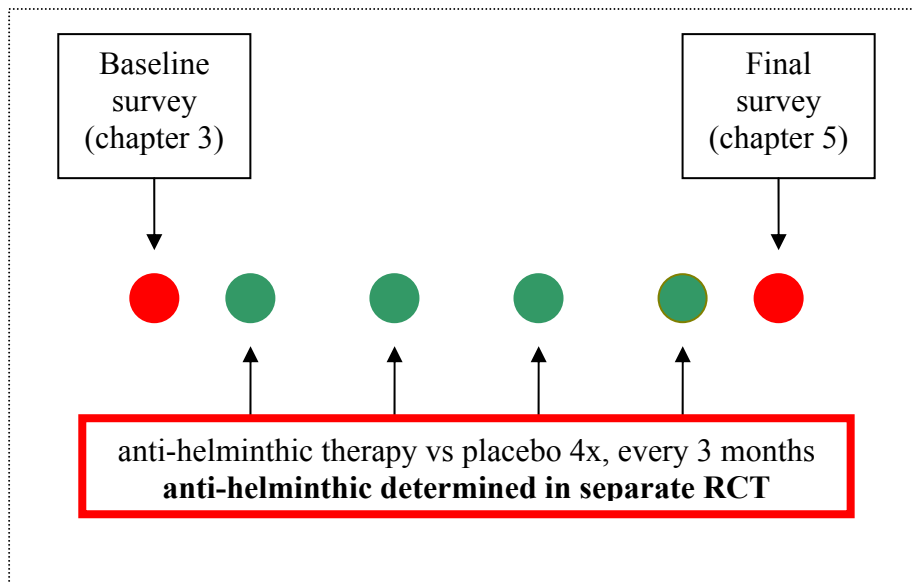 Baseline
survey
(chapter 3)
Final
survey
(chapter 5)
anti-helminthic therapy vs placebo 4x, every 3 months
anti-helminthic determined in separate RCT